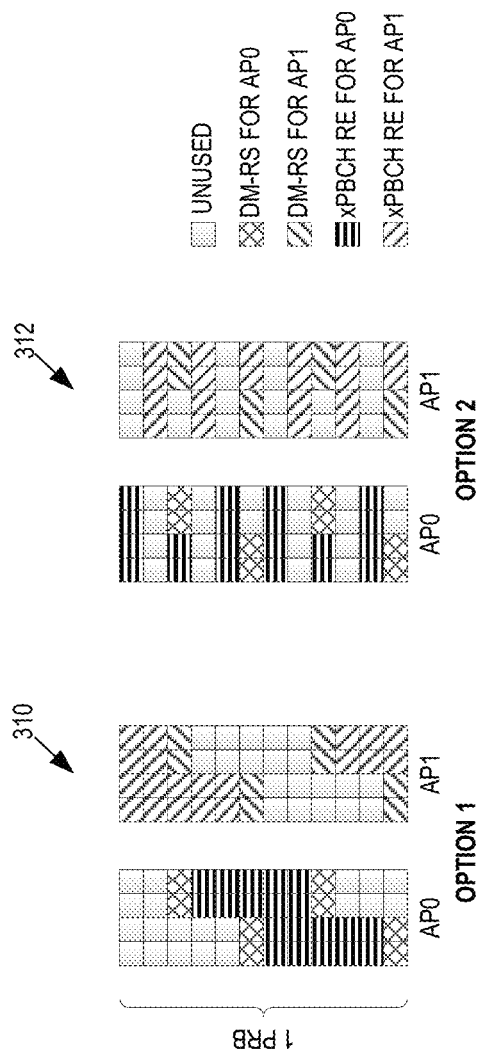 310
312
1 PRB
AP0
AP1
OPTION 1
AP0
AP1
OPTION 2
UNUSED
DM-RS FOR AP0
DM-RS FOR AP1
xPBCH RE FOR AP0
xPBCH RE FOR AP1